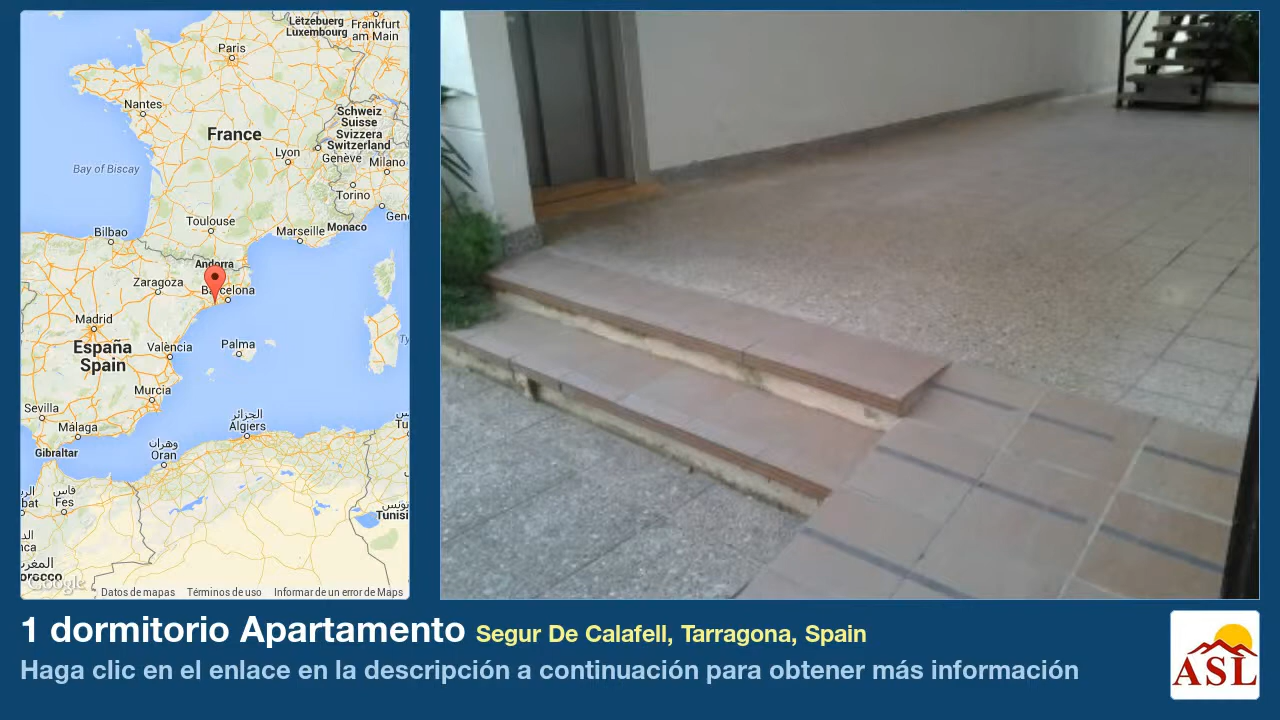 Lëtzebuerg
Luxembourg
Frankfurt
am Main
Paris
Nantes
France
Schweiz
Suisse
Svizzera
Switzerland
Lyon
Genève
Milano
Bay of Biscay
Torino
Toulouse
Marseille
Monaco
Bilbao
Andorra
Zaragoza
Barcelona
Madrid
España
Spain
València
Palma
Murcia
Sevilla
Málaga
الجزائر
Algiers
Gibraltar
وهران
Oran
فاس
Fes
تونس
Google
Datos de mapas Términos de uso Informar de un error de Maps
1 dormitorio Apartamento Segur De Calafell, Tarragona, Spain
Haga clic en el enlace en la descripción a continuación para obtener más información
ASL